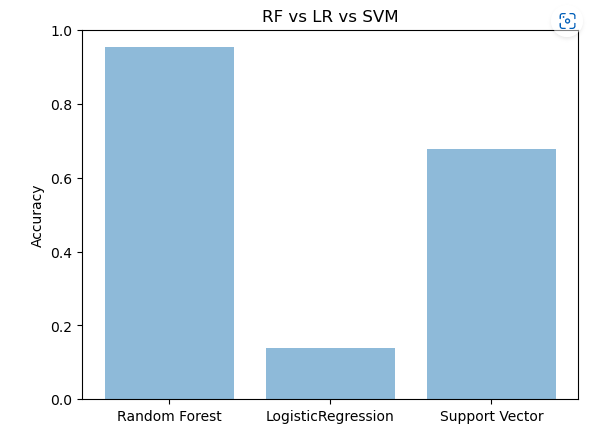 RF vs LR vs SVM
1.0
0.8
0.6
0.4
0.2
0.0
Accuracy
Random Forest
LogisticRegression
Support Vector